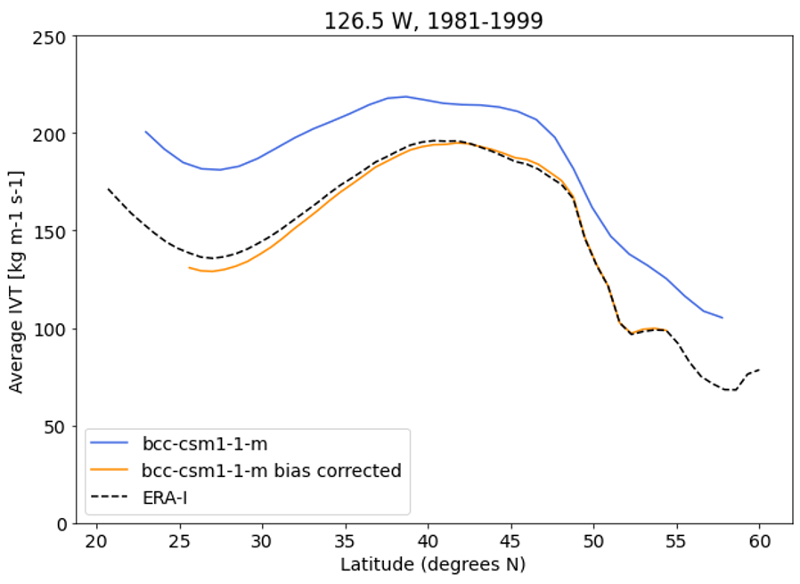 126.5 W, 1981-1999
Average IVT [kg m-1 s-1]
250
200
150
100
50
0
bcc-csm1-1-m
bcc-csm1-1-m bias corrected
ERA-I
20 25 30 35 40 45 50 55 60
Latitude (degrees N)